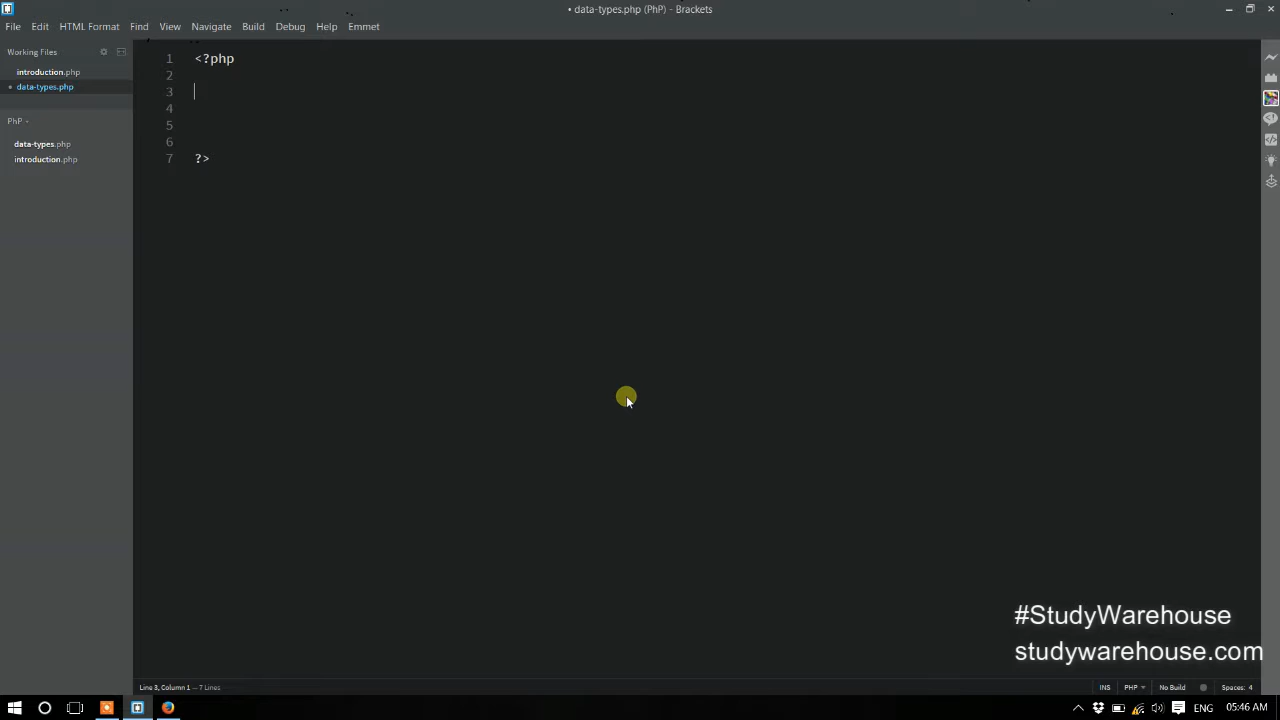 • data-types.php (PhP) - Brackets
File Edit HTML Format Find View Navigate Build Debug Help Emmet
Working Files
introduction.php
data-types.php
PhP
data-types.php
introduction.php
1 <?php
2
3
4
5
6
7 ?>
#StudyWarehouse
studywarehouse.com
Line 3, Column 1 — 7 Lines
INS PHP No Build Spaces: 4
ENG 05:46 AM